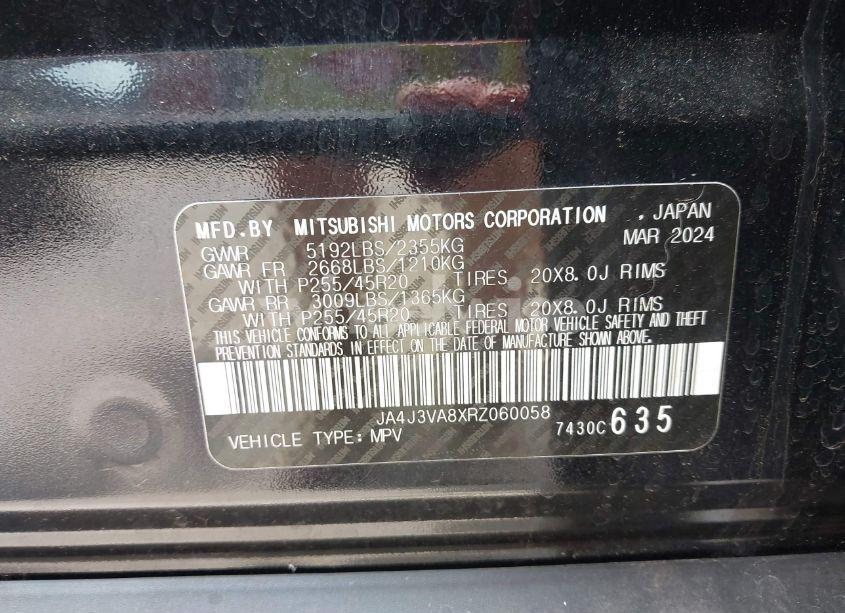 MFD.BY MITSUBISHI MOTORS CORPORATION , JAPAN
MAR 2024
GVWR 5192LBS/2355KG
GAWR FR 2668LBS/1210KG
WITH P255/45R20 TIRES 20X8.0J RIMS
GAWR RR 3009LBS/1365KG
WITH P255/45R20 TIRES 20X8.0J RIMS
THIS VEHICLE CONFORMS TO ALL APPLICABLE FEDERAL MOTOR VEHICLE SAFETY AND THEFT
PREVENTION STANDARDS IN EFFECT ON THE DATE OF MANUFACTURE SHOWN ABOVE.
JA4J3VA8XRZ060058
VEHICLE TYPE:MPV 7430C 635